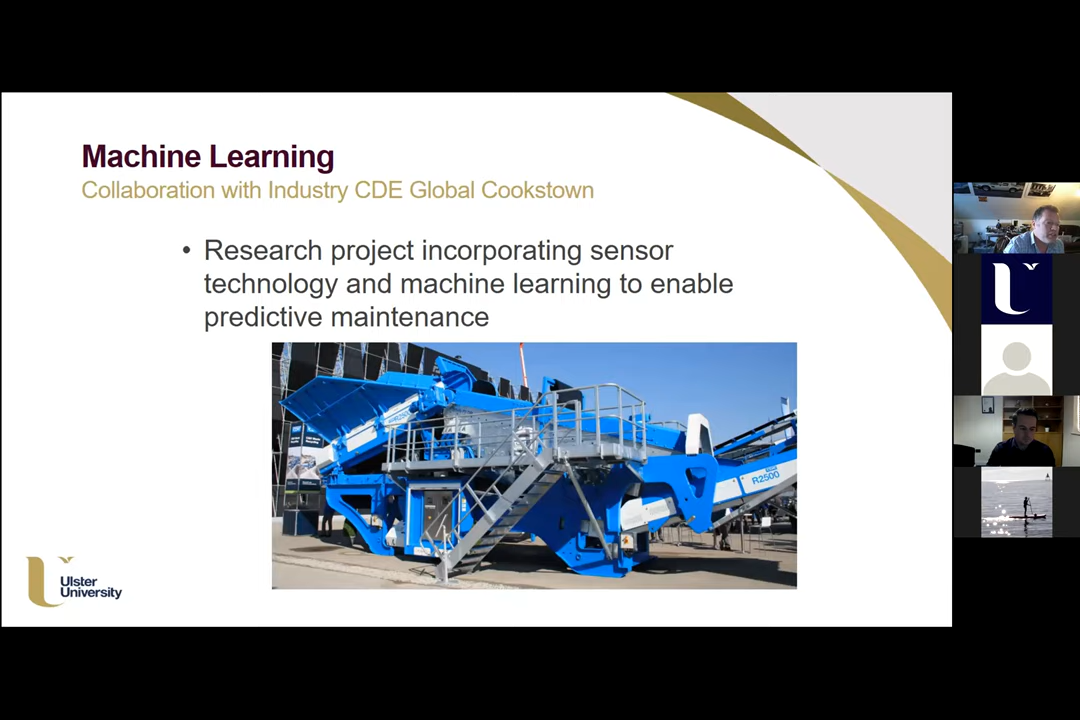 Machine Learning
Collaboration with Industry CDE Global Cookstown
• Research project incorporating sensor
technology and machine learning to enable
predictive maintenance
R2500
Ulster
University